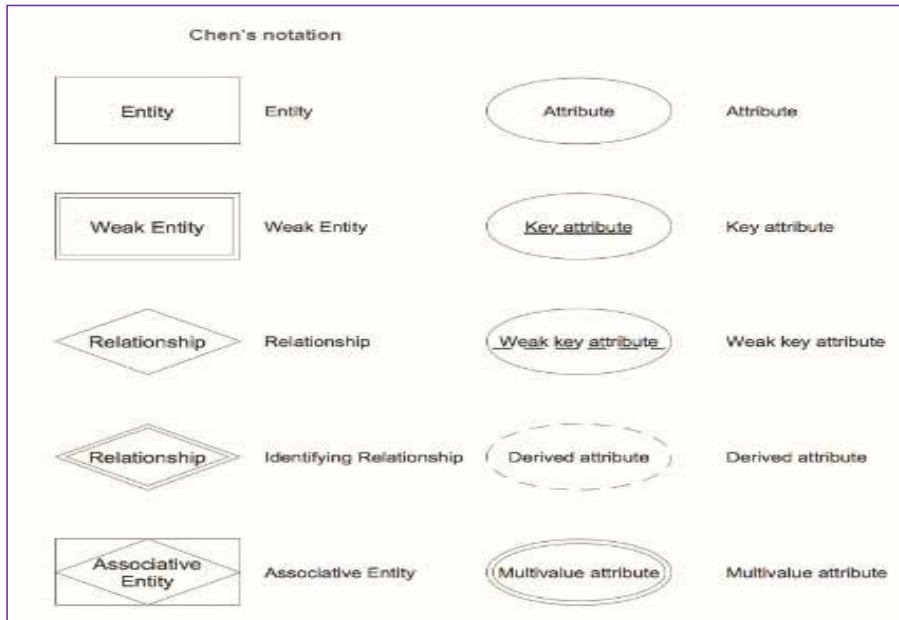 Chen's notation
Entity Entity Attribute Attribute
Weak Entity Weak Entity Key attribute Key attribute
Relationship Relationship Weak key attribute Weak key attribute
Relationship Identifying Relationship Derived attribute Derived attribute
Associative
Entity Associative Entity Multivalue attribute Multivalue attribute